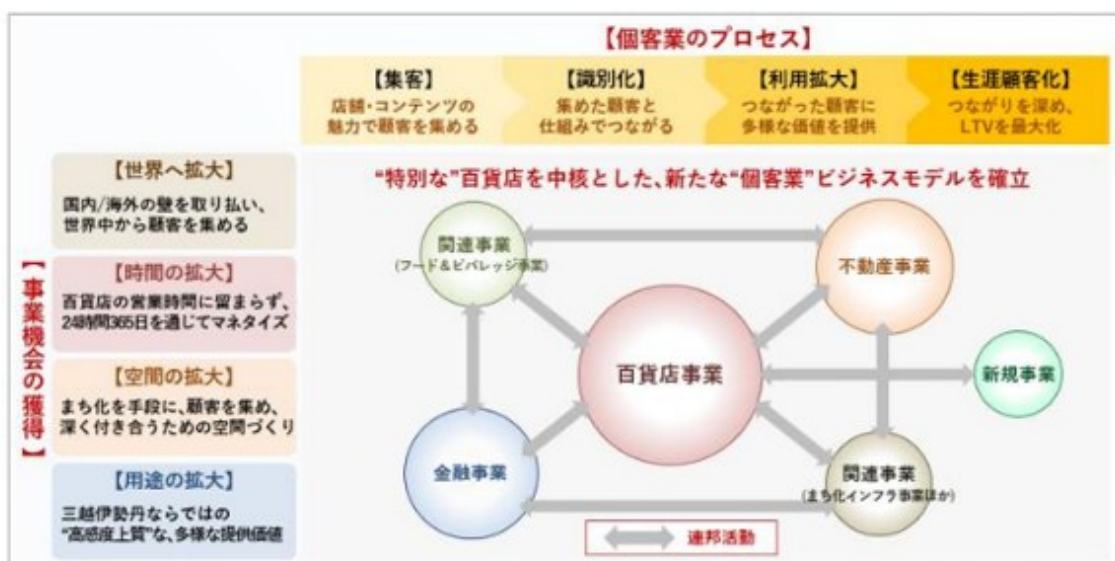 【個客業のプロセス】
【集客】
店舗・コンテンツの
魅力で顧客を集める
【識別化】
集めた顧客と
仕組みでつながる
【利用拡大】
つながった顧客に
多様な価値を提供
【生涯顧客化】
つながりを深め、
LTVを最大化
【事業機会の獲得】
【世界へ拡大】
国内/海外の壁を取り払い、
世界中から顧客を集める
【時間の拡大】
百貨店の営業時間に留まらず、
24時間365日を通じてマネタイズ
【空間の拡大】
まち化を手段に、顧客を集め、
深く付き合うための空間づくり
【用途の拡大】
三越伊勢丹ならではの
“高感度上質”な、多様な提供価値
“特別な”百貨店を中核とした、新たな“個客業”ビジネスモデルを確立
関連事業
(フード＆ビバレッジ事業)
不動産事業
百貨店事業
新規事業
金融事業
関連事業
(まち化インフラ事業ほか)
連邦活動